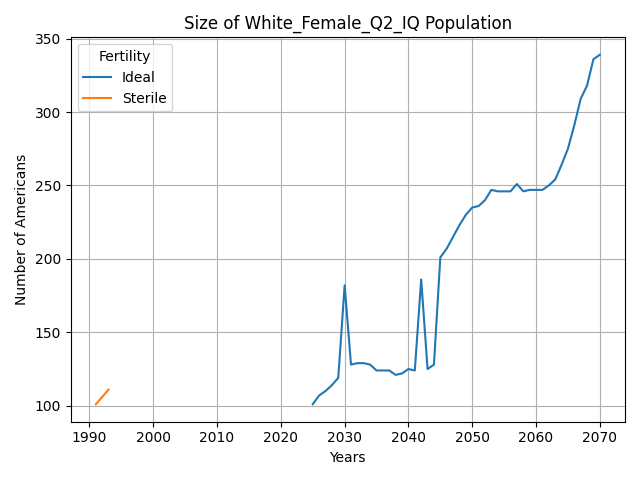 Size of White_Female_Q2_IQ Population
Number of Americans
350
300
250
200
150
100
Fertility
Ideal
Sterile
1990 2000 2010 2020 2030 2040 2050 2060 2070
Years